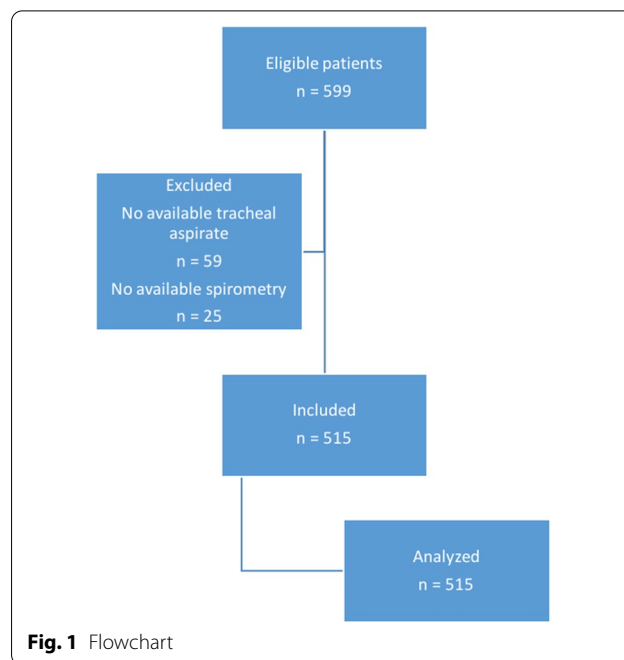 Eligible patients
n = 599
Excluded
No available tracheal
aspirate
n = 59
No available spirometry
n = 25
Included
n = 515
Analyzed
n = 515
Fig. 1 Flowchart